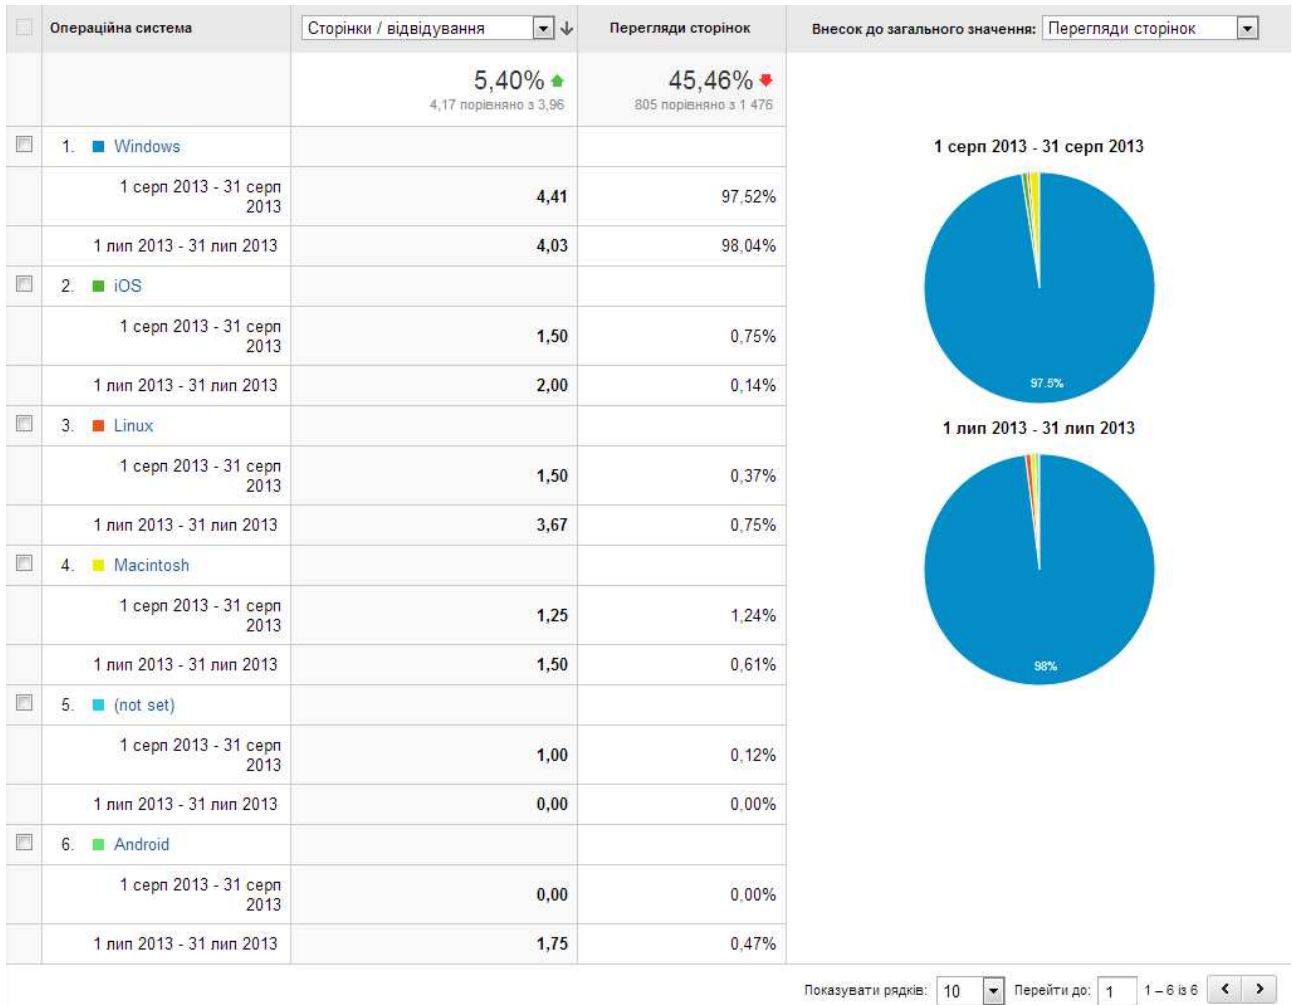 Операційна система
Сторінки / відвідування
Перегляди сторінок
Внесок до загального значення: Перегляди сторінок
5,40%
4,17 порівняно з 3,96
45,46%
805 порівняно з 1 476
1. Windows
1 серп 2013 - 31 серп
2013
4,41
97,52%
1 лип 2013 - 31 лип 2013
4,03
98,04%
2. iOS
1 серп 2013 - 31 серп
2013
1,50
0,75%
1 лип 2013 - 31 лип 2013
2,00
0,14%
3. Linux
1 серп 2013 - 31 серп
2013
1,50
0,37%
1 лип 2013 - 31 лип 2013
3,67
0,75%
4. Macintosh
1 серп 2013 - 31 серп
2013
1,25
1,24%
1 лип 2013 - 31 лип 2013
1,50
0,61%
5. (not set)
1 серп 2013 - 31 серп
2013
1,00
0,12%
1 лип 2013 - 31 лип 2013
0,00
0,00%
6. Android
1 серп 2013 - 31 серп
2013
0,00
0,00%
1 лип 2013 - 31 лип 2013
1,75
0,47%
1 серп 2013 - 31 серп 2013
97.5%
1 лип 2013 - 31 лип 2013
98%
Показувати рядків: 10 Перейти до: 1 1 – 6 із 6